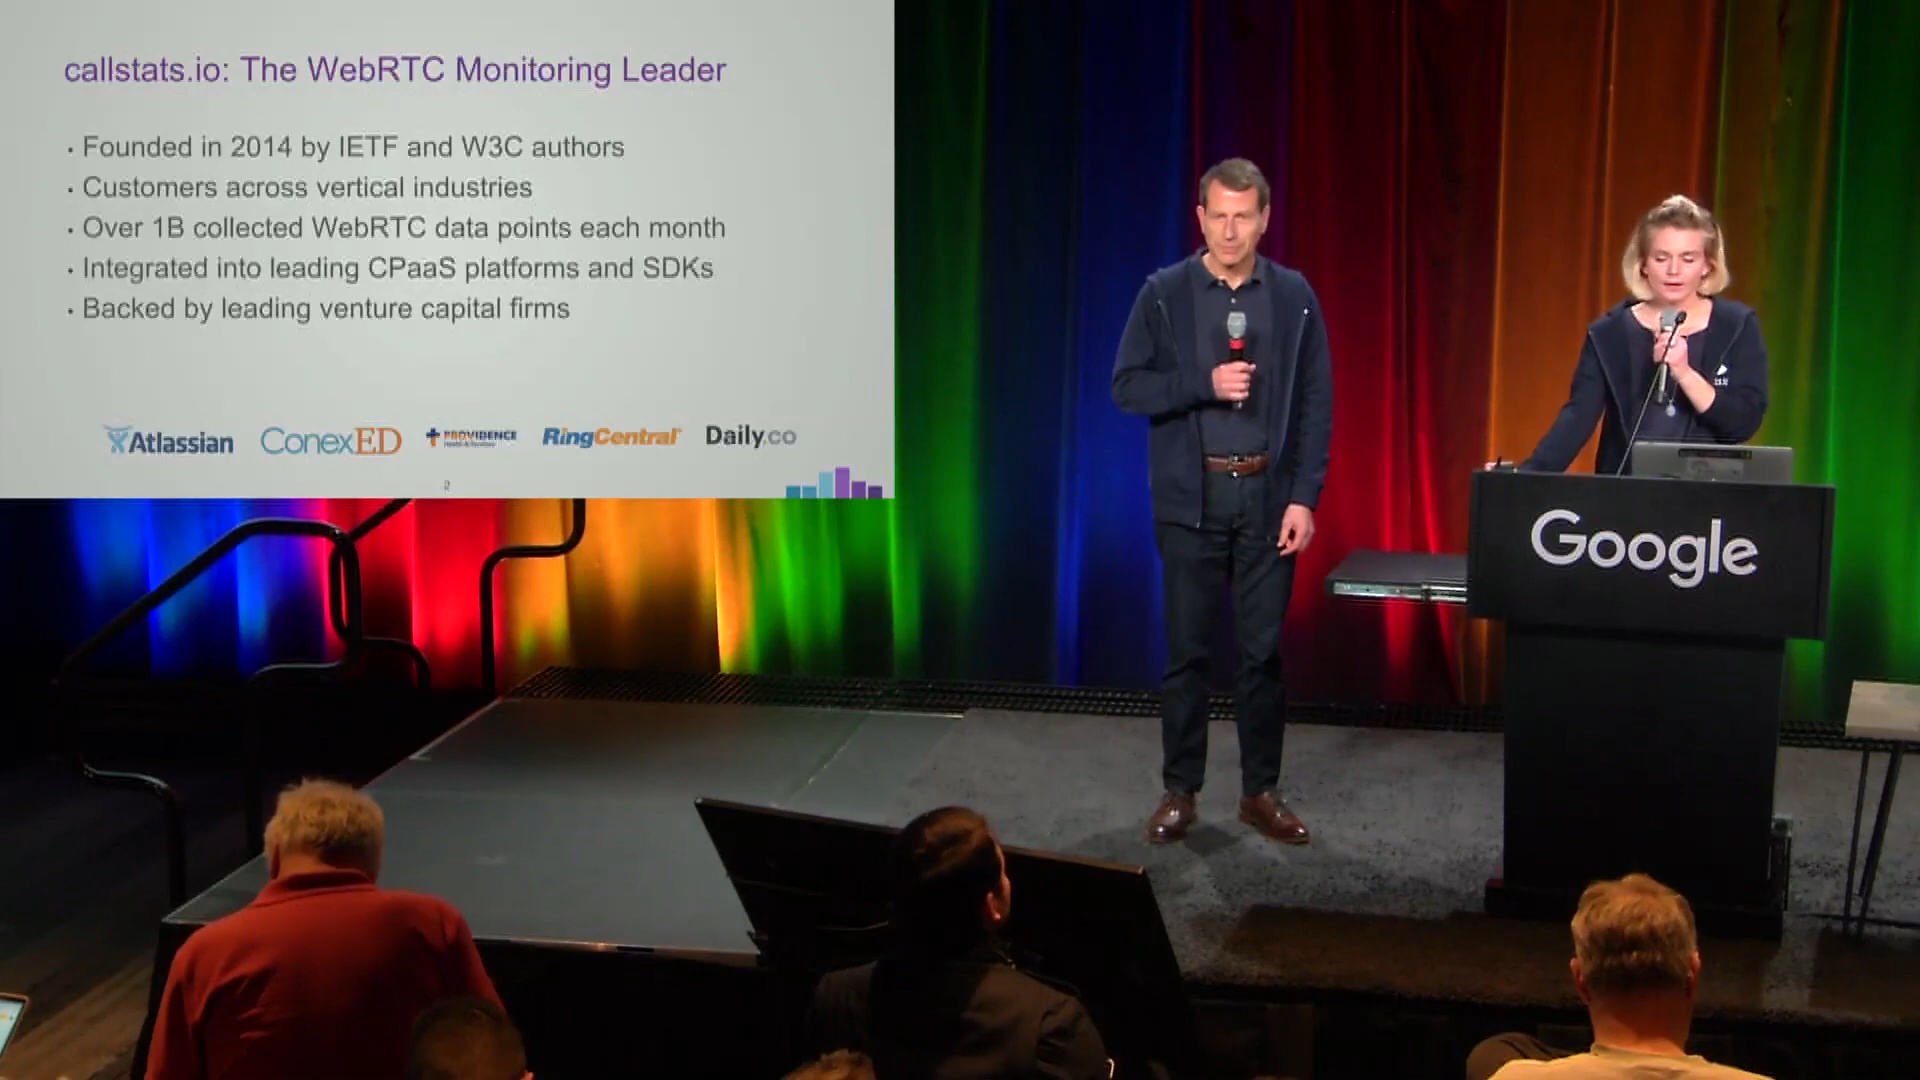 callstats.io: The WebRTC Monitoring Leader
• Founded in 2014 by IETF and W3C authors
• Customers across vertical industries
• Over 1B collected WebRTC data points each month
• Integrated into leading CPaaS platforms and SDKs
• Backed by leading venture capital firms
Atlassian ConexED PROVIDENCE RingCentral Daily.co
2
Google